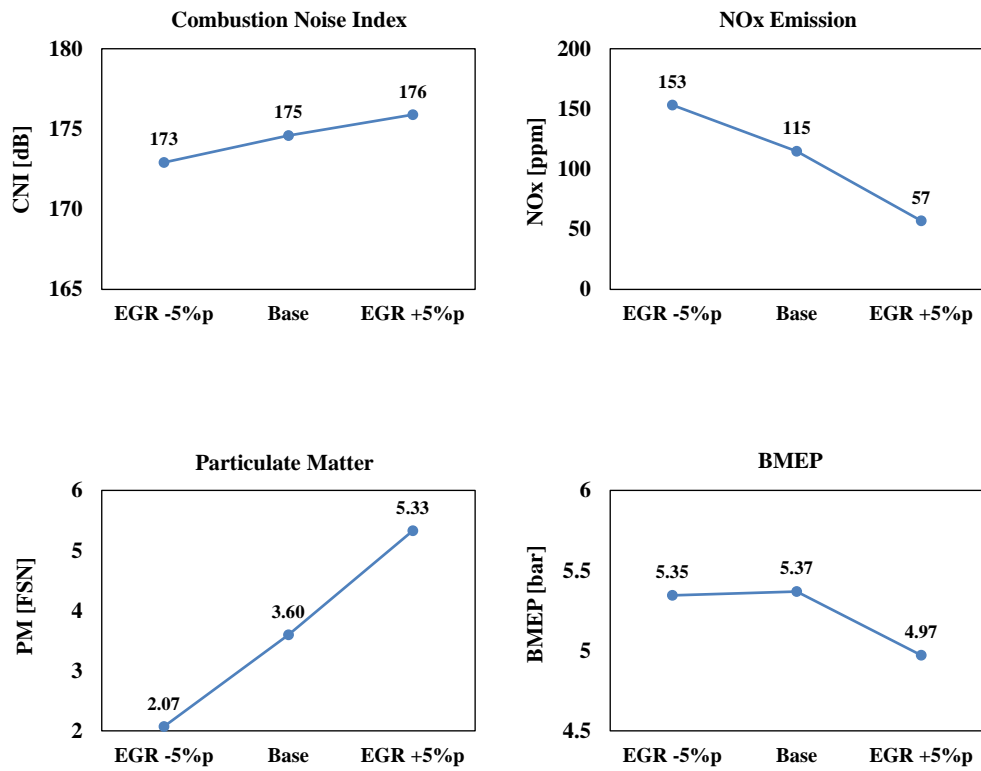 Combustion Noise Index
180
175
170
165
CNI [dB]
173
175
176
EGR -5%p Base EGR +5%p
NOx Emission
200
150
100
50
0
NOx [ppm]
153
115
57
EGR -5%p Base EGR +5%p
Particulate Matter
6
5
4
3
2
PM [FSN]
2.07
3.60
5.33
EGR -5%p Base EGR +5%p
BMEP
6
5.5
5
4.5
BMEP [bar]
5.35
5.37
4.97
EGR -5%p Base EGR +5%p